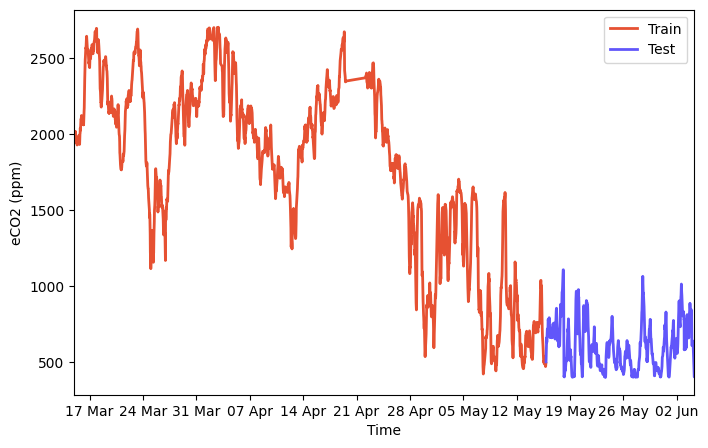 Train
Test
2500
2000
1500
1000
500
eCO2 (ppm)
17 Mar 24 Mar 31 Mar 07 Apr 14 Apr 21 Apr 28 Apr 05 May 12 May 19 May 26 May 02 Jun
Time